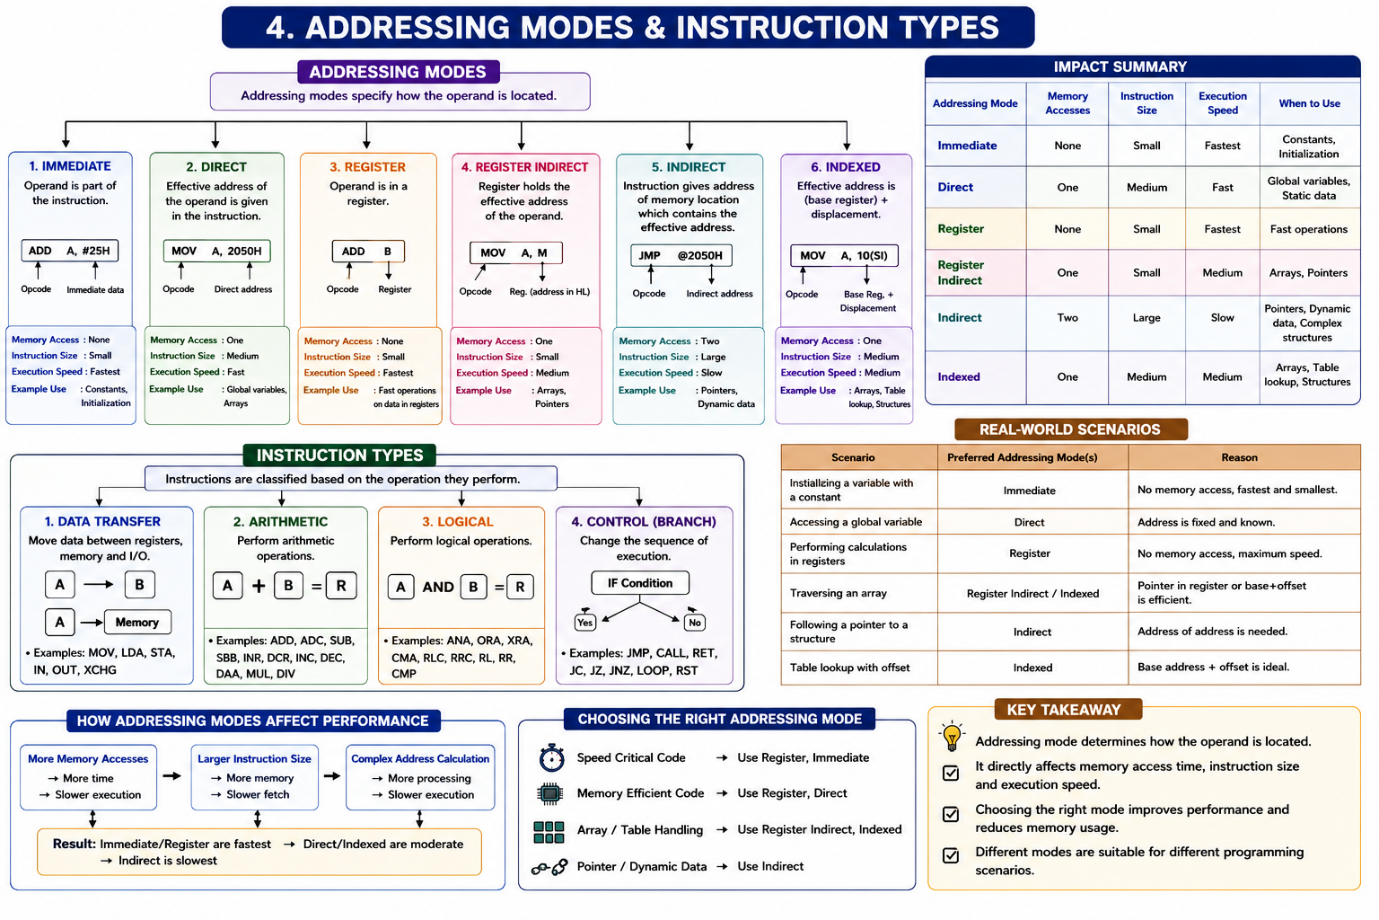 4. ADDRESSING MODES & INSTRUCTION TYPES
ADDRESSING MODES
Addressing modes specify how the operand is located.
1. IMMEDIATE
Operand is part of
the instruction.
ADD A, #25H
Opcode Immediate data
Memory Access : None
Instruction Size : Small
Execution Speed : Fastest
Example Use : Constants,
Initialization
2. DIRECT
Effective address of
the operand is given
in the instruction.
MOV A, 2050H
Opcode Direct address
Memory Access : One
Instruction Size : Medium
Execution Speed : Fast
Example Use : Global variables,
Arrays
3. REGISTER
Operand is in a
register.
ADD B
Opcode Register
Memory Access : None
Instruction Size : Small
Execution Speed : Fastest
Example Use : Fast operations
on data in registers
4. REGISTER INDIRECT
Register holds the
effective address
of the operand.
MOV A, M
Opcode Reg. (address in HL)
Memory Access : One
Instruction Size : Small
Execution Speed : Medium
Example Use : Arrays,
Pointers
5. INDIRECT
Instruction gives address
of memory location
which contains the
effective address.
JMP @2050H
Opcode Indirect address
Memory Access : Two
Instruction Size : Large
Execution Speed : Slow
Example Use : Pointers,
Dynamic data
6. INDEXED
Effective address is
(base register) +
displacement.
MOV A, 10(SI)
Opcode Base Reg. +
Displacement
Memory Access : One
Instruction Size : Medium
Execution Speed : Medium
Example Use : Arrays, Table
lookup, Structures
IMPACT SUMMARY
Addressing Mode Memory Accesses Instruction Size Execution Speed When to Use
Immediate None Small Fastest Constants, Initialization
Direct One Medium Fast Global variables, Static data
Register None Small Fastest Fast operations
Register Indirect One Small Medium Arrays, Pointers
Indirect Two Large Slow Pointers, Dynamic data, Complex structures
Indexed One Medium Medium Arrays, Table lookup, Structures
INSTRUCTION TYPES
Instructions are classified based on the operation they perform.
1. DATA TRANSFER
Move data between registers,
memory and I/O.
A → B
A → Memory
• Examples: MOV, LDA, STA,
IN, OUT, XCHG
2. ARITHMETIC
Perform arithmetic
operations.
A + B = R
• Examples: ADD, ADC, SUB,
SBB, INR, DCR, INC, DEC,
DAA, MUL, DIV
3. LOGICAL
Perform logical operations.
A AND B = R
• Examples: ANA, ORA, XRA,
CMA, RLC, RRC, RL, RR,
CMP
4. CONTROL (BRANCH)
Change the sequence of
execution.
IF Condition
Yes No
• Examples: JMP, CALL, RET,
JC, JZ, JNZ, LOOP, RST
REAL-WORLD SCENARIOS
Scenario Preferred Addressing Mode(s) Reason
a variable with a constant Immediate No memory access, fastest and smallest.
Accessing a global variable Direct Address is fixed and known.
Performing calculations in registers Register No memory access, maximum speed.
Traversing an array Register Indirect / Indexed Pointer in register or base+offset is efficient.
Following a pointer to a structure Indirect Address of address is needed.
Table lookup with offset Indexed Base address + offset is ideal.
HOW ADDRESSING MODES AFFECT PERFORMANCE
More Memory Accesses
→ More time
→ Slower execution
Larger Instruction Size
→ More memory
→ Slower fetch
Complex Address Calculation
→ More processing
→ Slower execution
Result: Immediate/Register are fastest → Direct/Indexed are moderate
→ Indirect is slowest
CHOOSING THE RIGHT ADDRESSING MODE
Speed Critical Code → Use Register, Immediate
Memory Efficient Code → Use Register, Direct
Array / Table Handling → Use Register Indirect, Indexed
Pointer / Dynamic Data → Use Indirect
KEY TAKEAWAY
Addressing mode determines how the operand is located.
It directly affects memory access time, instruction size
and execution speed.
Choosing the right mode improves performance and
reduces memory usage.
Different modes are suitable for different programming
scenarios.